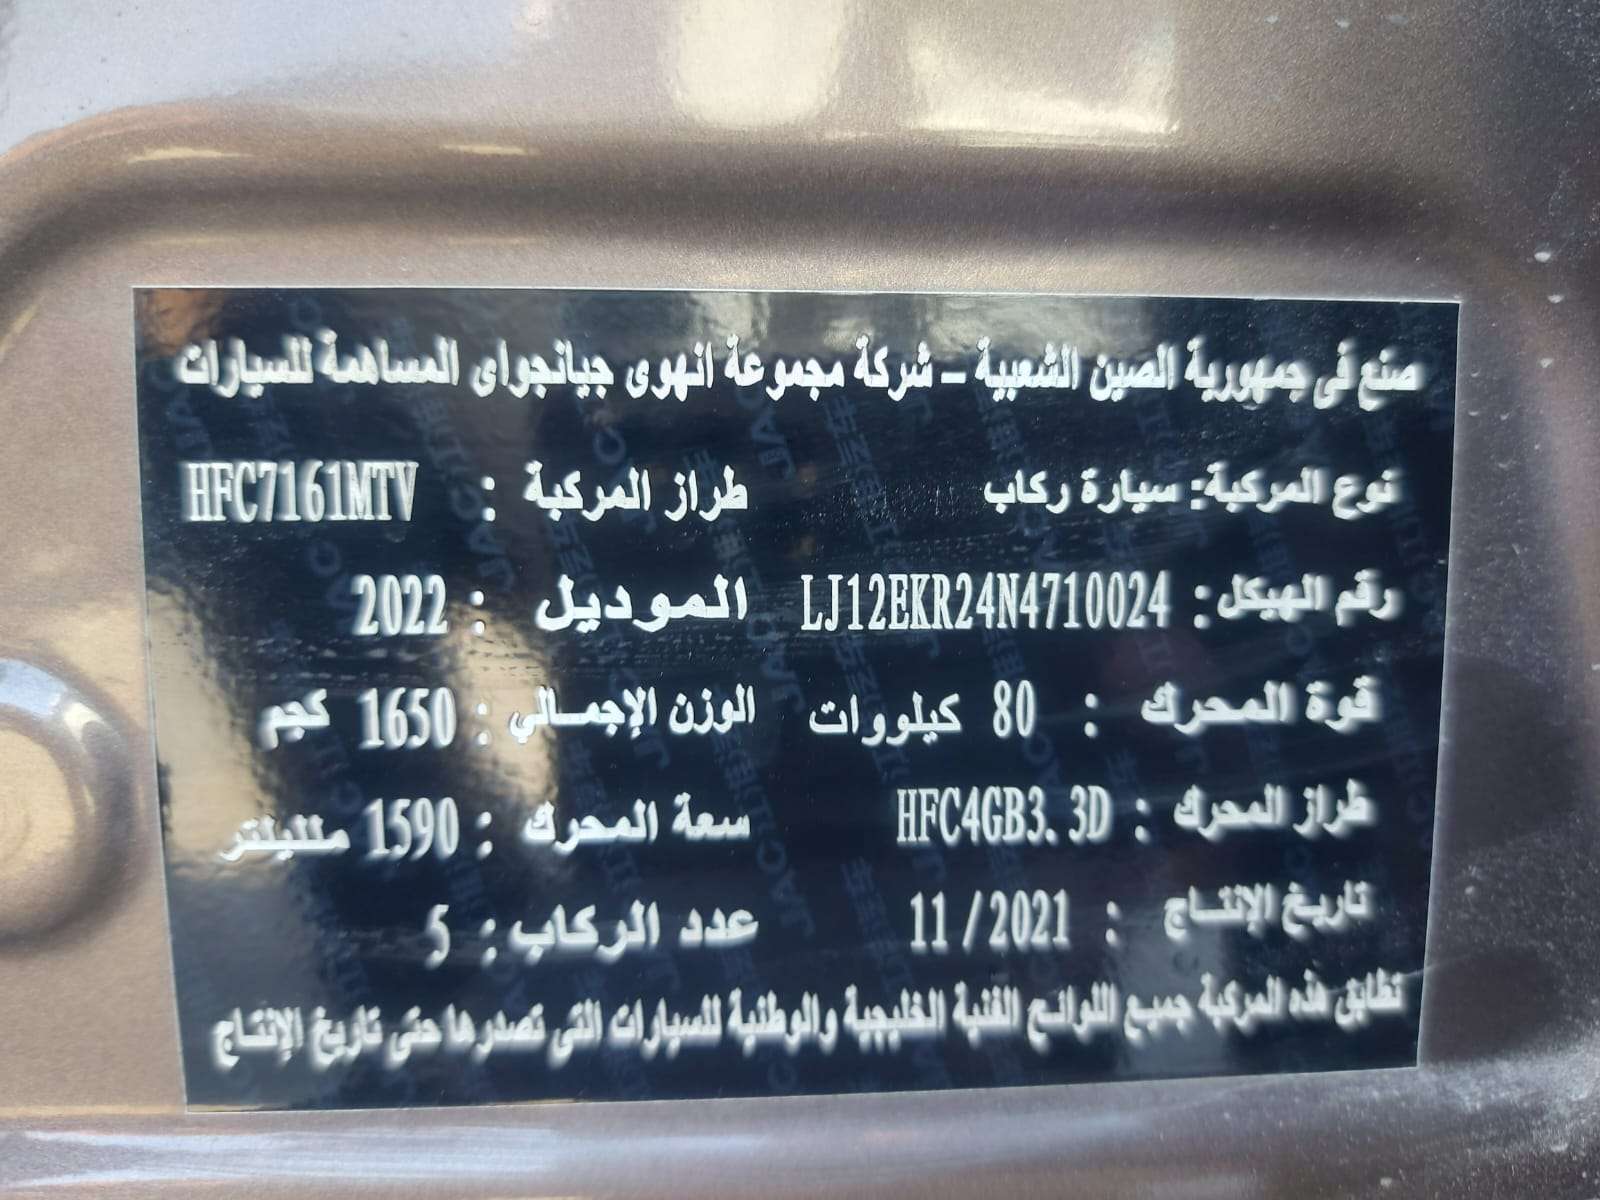 صنع فى جمهورية الصين الشعبية – شركة مجموعة انهوى جيانجواى المساهمة للسيارات
نوع المركبة: سيارة ركاب طراز المركبة : HFC7161MTV
رقم الهيكل : LJ12EKR24N4710024 الموديل : 2022
قوة المحرك : 80 كيلووات الوزن الإجمالي : 1650 كجم
طراز المحرك : HFC4GB3.3D سعة المحرك : 1590 ملليلتر
تاريخ الإنتاج : 11/2021 عدد الركاب : 5
تطابق هذه المركبة جميع اللوائح الفنية الخليجية والوطنية للسيارات التى تصدرها حتى تاريخ الإنتاج